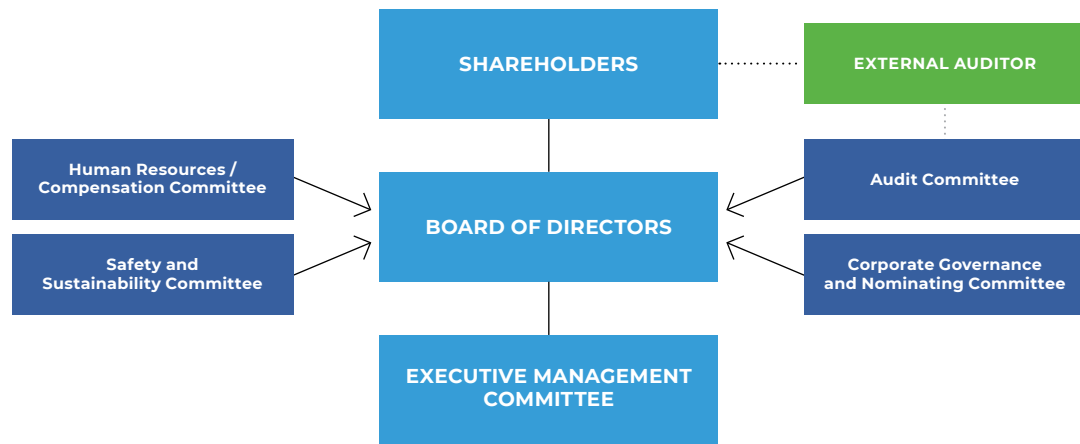 SHAREHOLDERS
EXTERNAL AUDITOR
Human Resources /
Compensation Committee
Audit Committee
BOARD OF DIRECTORS
Safety and
Sustainability Committee
Corporate Governance
and Nominating Committee
EXECUTIVE MANAGEMENT
COMMITTEE